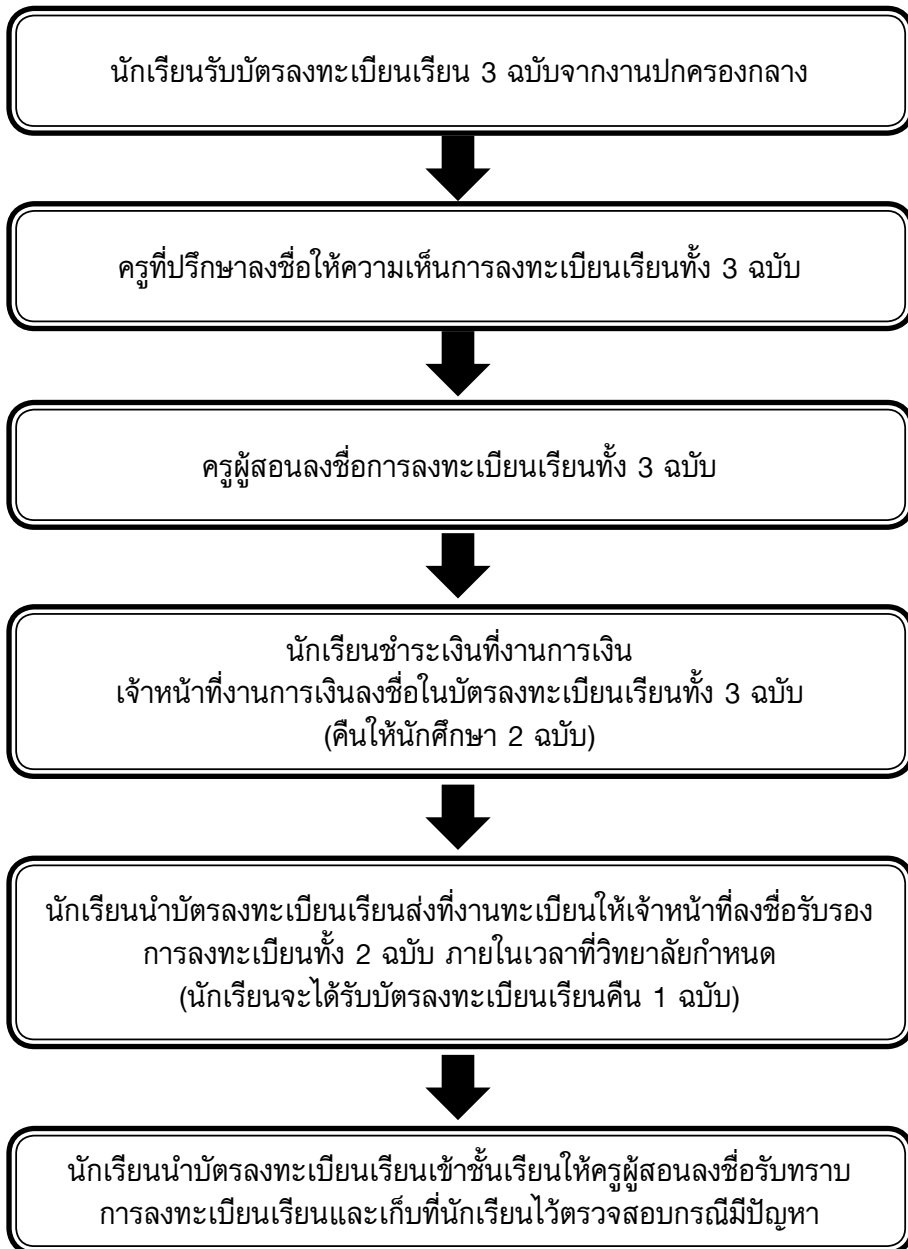 นักเรียนรับบัตรลงทะเบียนเรียน 3 ฉบับจากงานปกครองกลาง
ครูที่ปรึกษาลงชื่อให้ความเห็นการลงทะเบียนเรียนทั้ง 3 ฉบับ
ครูผู้สอนลงชื่อการลงทะเบียนเรียนทั้ง 3 ฉบับ
นักเรียนชำระเงินที่งานการเงิน
เจ้าหน้าที่งานการเงินลงชื่อในบัตรลงทะเบียนเรียนทั้ง 3 ฉบับ
(คืนให้นักศึกษา 2 ฉบับ)
นักเรียนนำบัตรลงทะเบียนเรียนส่งที่งานทะเบียนให้เจ้าหน้าที่ลงชื่อรับรอง
การลงทะเบียนทั้ง 2 ฉบับ ภายในเวลาที่วิทยาลัยกำหนด
(นักเรียนจะได้รับบัตรลงทะเบียนเรียนคืน 1 ฉบับ)
นักเรียนนำบัตรลงทะเบียนเรียนเข้าชั้นเรียนให้ครูผู้สอนลงชื่อรับทราบ
การลงทะเบียนเรียนและเก็บที่นักเรียนไว้ตรวจสอบกรณีมีปัญหา